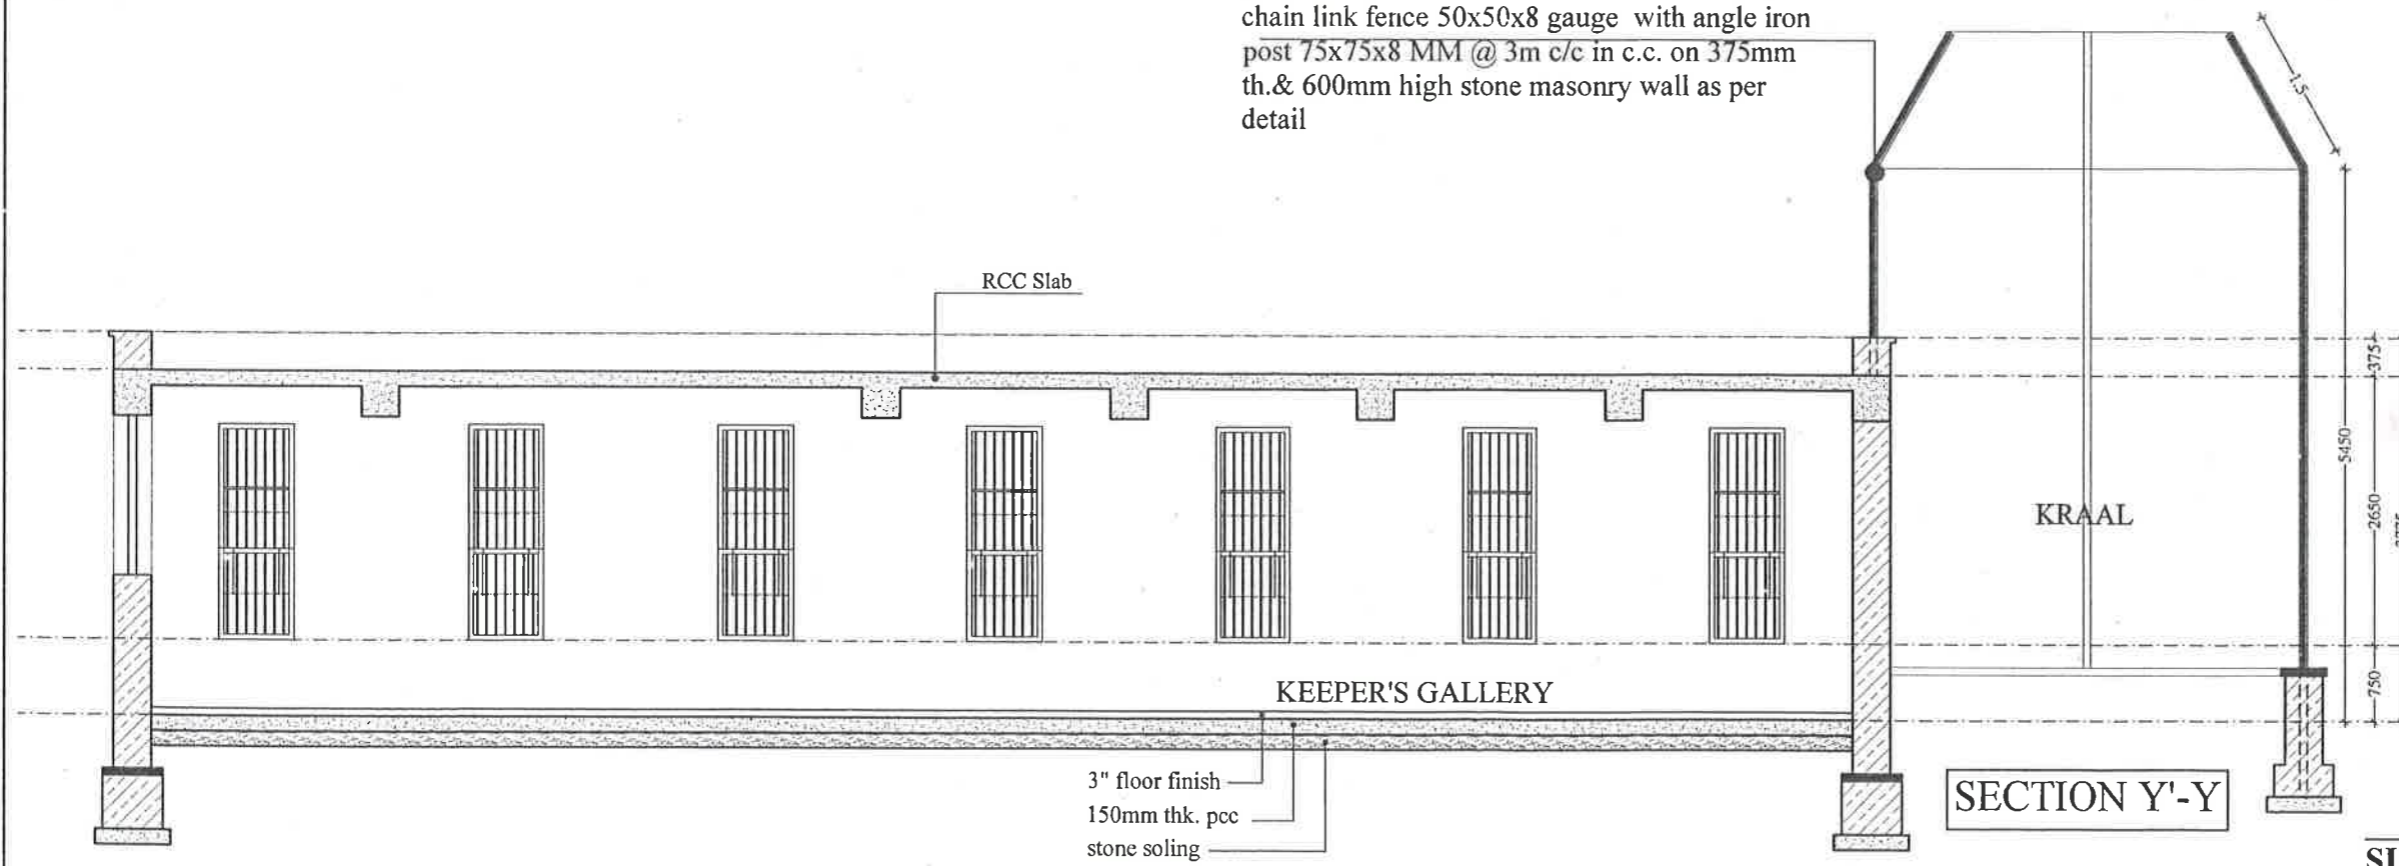 chain link fence 50x50x8 gauge with angle iron
post 75x75x8 MM @ 3m c/c in c.c. on 375mm
th.& 600mm high stone masonry wall as per
detail
1.5
RCC Slab
375
5450
2650
KRAAL
750
KEEPER'S GALLERY
3" floor finish
150mm thk. pcc
stone soling
SECTION Y'-Y